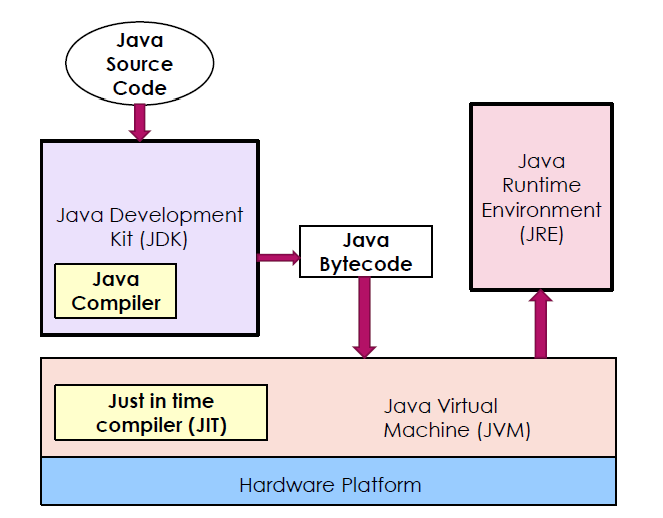 Java
Source
Code
Java Development
Kit (JDK)
Java
Compiler
Java
Bytecode
Java
Runtime
Environment
(JRE)
Just in time
compiler (JIT)
Java Virtual
Machine (JVM)
Hardware Platform